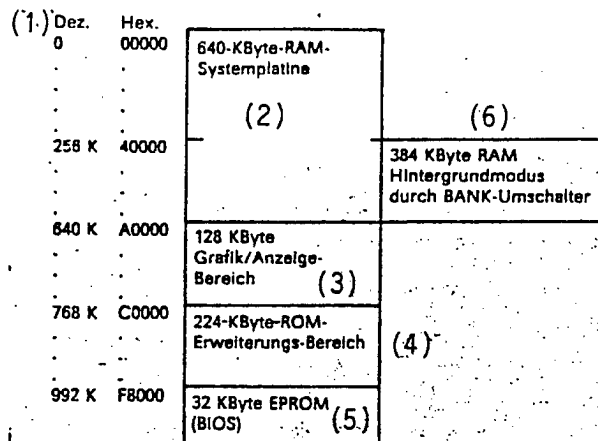 (1.) Dez. Hex.
0 00000 640-KByte-RAM-
Systemplatine
(2) (6)
256 K 40000 384 KByte RAM
Hintergrundmodus
durch BANK-Umschalter
640 K A0000 128 KByte
Grafik/Anzeige-
Bereich (3)
768 K C0000 224-KByte-ROM-
Erweiterungs-Bereich (4)
992 K F8000 32 KByte EPROM
(BIOS) (5)